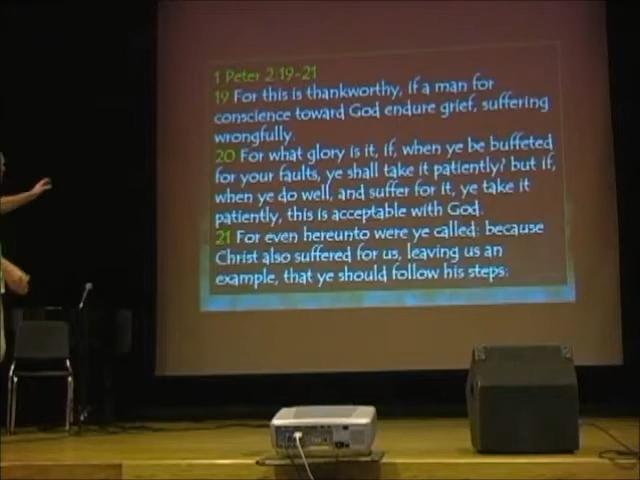 1 Peter 2:19-21
19 For this is thankworthy, if a man for
conscience toward God endure grief, suffering
wrongfully.
20 For what glory is it, if, when ye be buffeted
for your faults, ye shall take it patiently? but if,
when ye do well, and suffer for it, ye take it
patiently, this is acceptable with God.
21 For even hereunto were ye called: because
Christ also suffered for us, leaving us an
example, that ye should follow his steps: